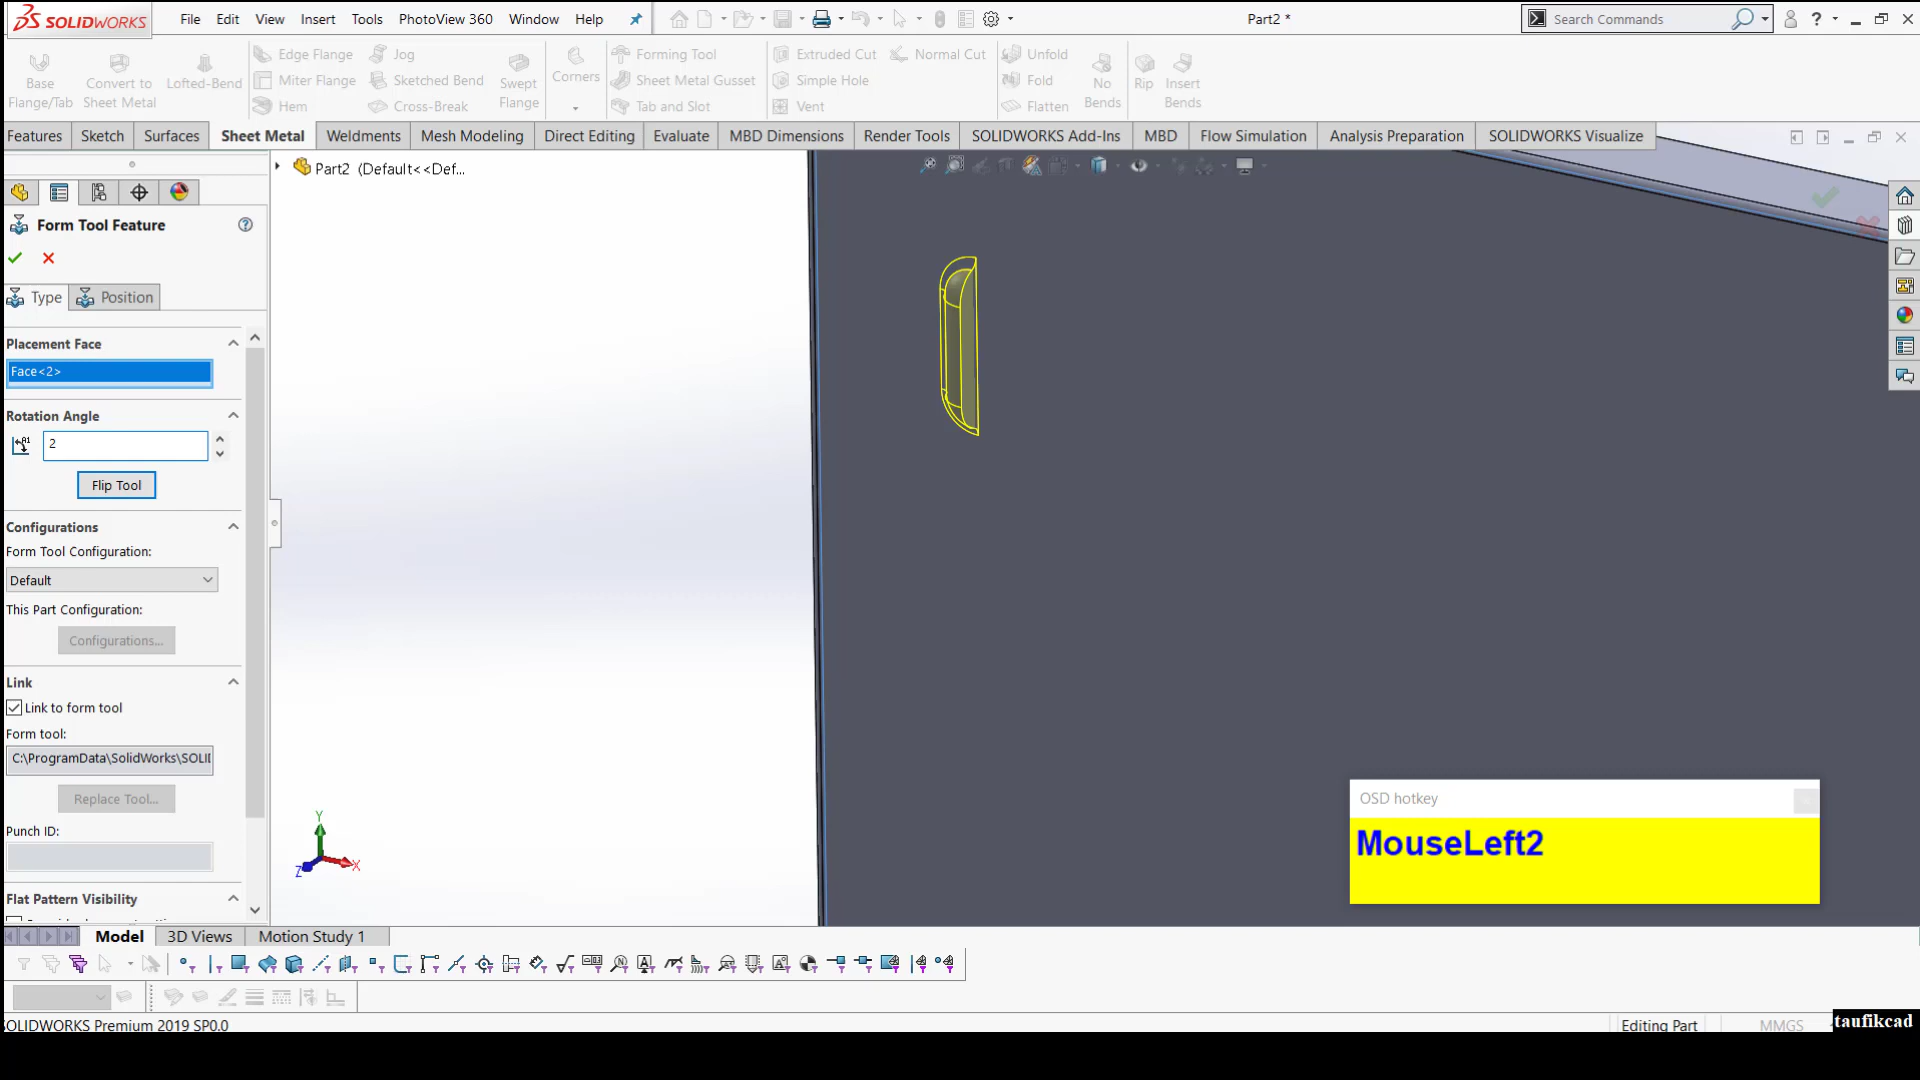 SOLIDWORKS
File Edit View Insert Tools PhotoView 360 Window Help
Part2 *
Search Commands
Base Flange/Tab
Convert to Sheet Metal
Lofted-Bend
Edge Flange
Miter Flange
Hem
Jog
Sketched Bend
Cross-Break
Swept Flange
Corners
Forming Tool
Sheet Metal Gusset
Tab and Slot
Extruded Cut
Simple Hole
Vent
Normal Cut
Unfold
Fold
Flatten
No Bends
Rip
Insert Bends
Features Sketch Surfaces Sheet Metal Weldments Mesh Modeling Direct Editing Evaluate MBD Dimensions Render Tools SOLIDWORKS Add-Ins MBD Flow Simulation Analysis Preparation SOLIDWORKS Visualize
Part2 (Default<<Def...
Form Tool Feature
Type Position
Placement Face
Face<2>
Rotation Angle
2
Flip Tool
Configurations
Form Tool Configuration:
Default
This Part Configuration:
Configurations...
Link
Link to form tool
Form tool:
C:\ProgramData\SolidWorks\SOLI
Replace Tool...
Punch ID:
Flat Pattern Visibility
Y
X
Z
OSD hotkey
MouseLeft2
Model 3D Views Motion Study 1
SOLIDWORKS Premium 2019 SP0.0
Editing Part
MMGS
taufikcad